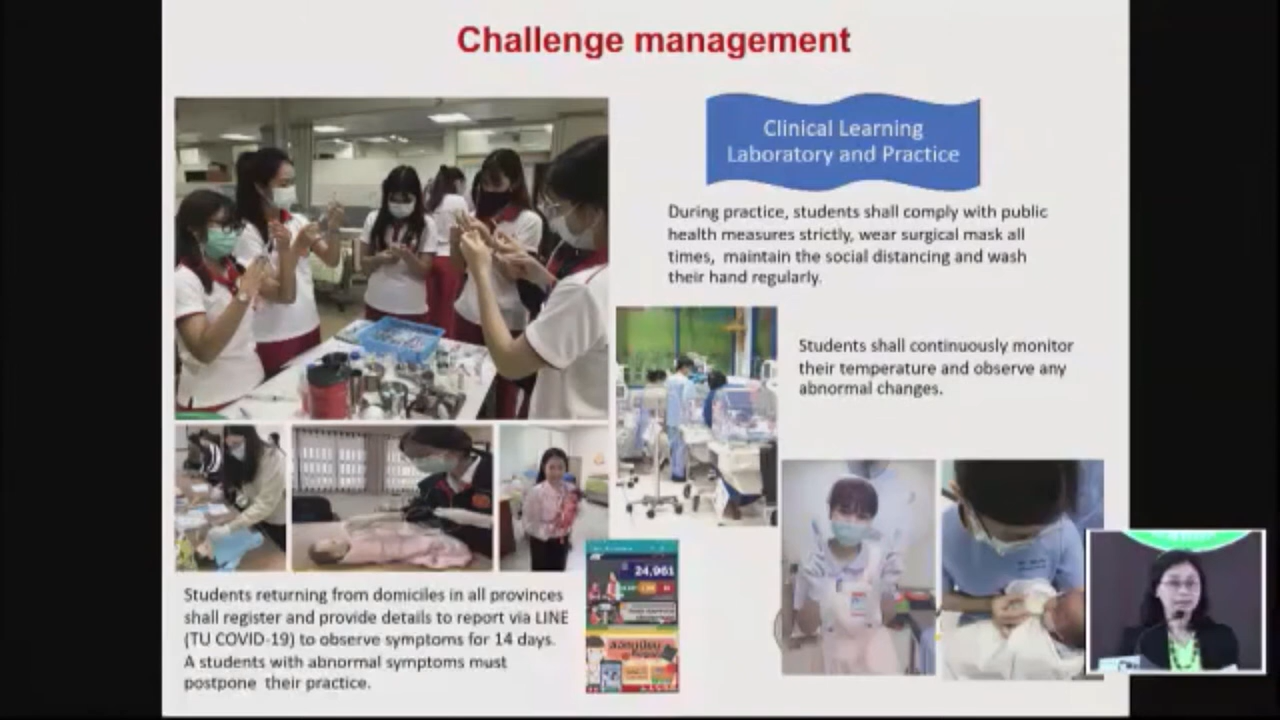 Challenge management
Clinical Learning
Laboratory and Practice
During practice, students shall comply with public
health measures strictly, wear surgical mask all
times, maintain the social distancing and wash
their hand regularly.
Students shall continuously monitor
their temperature and observe any
abnormal changes.
Students returning from domiciles in all provinces
shall register and provide details to report via LINE
(TU COVID-19) to observe symptoms for 14 days.
A students with abnormal symptoms must
postpone their practice.
24,961